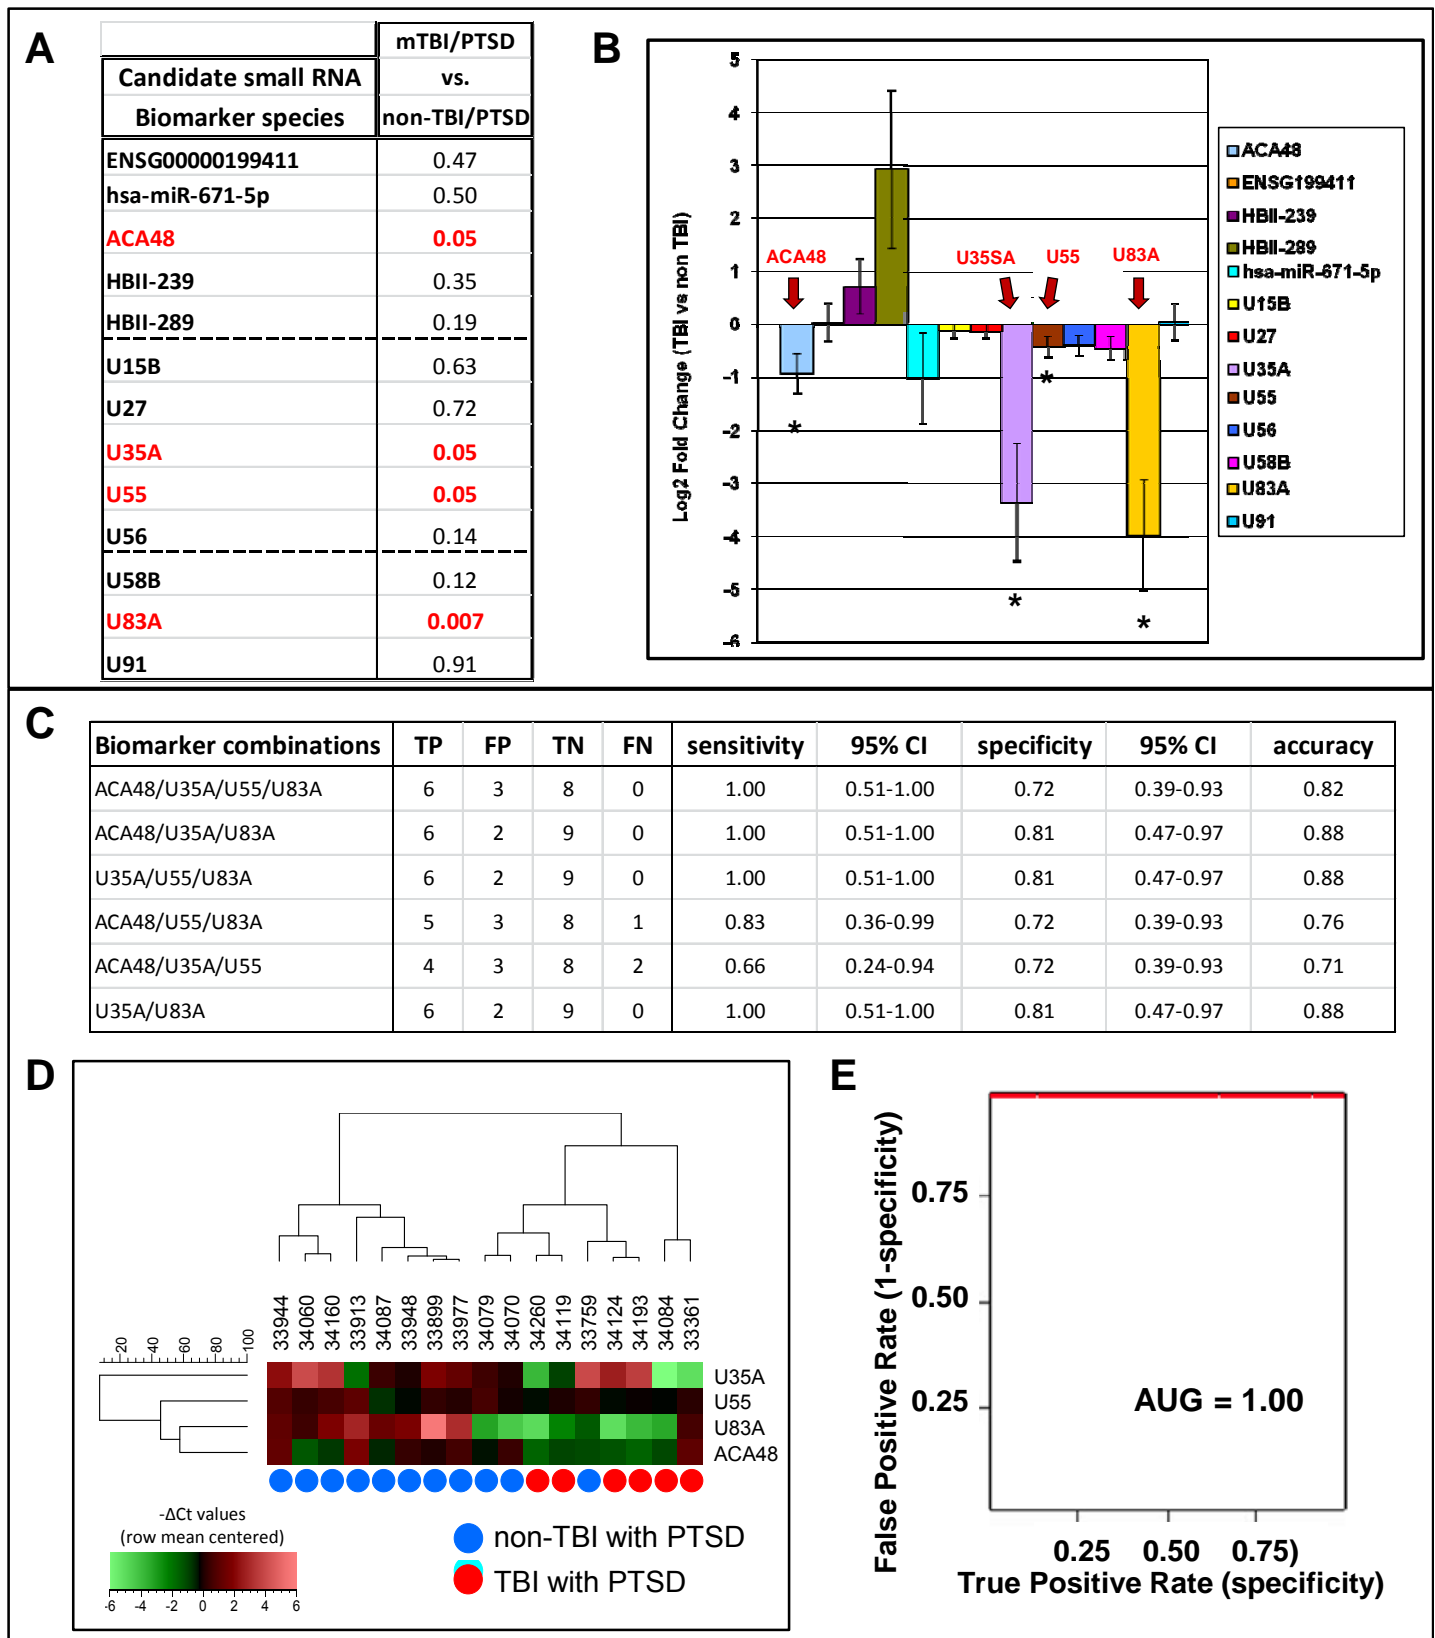 A
mTBI/PTSD
Candidate small RNA vs.
Biomarker species non-TBI/PTSD
ENSG00000199411 0.47
hsa-miR-671-5p 0.50
ACA48 0.05
HBII-239 0.35
HBII-289 0.19
U15B 0.63
U27 0.72
U35A 0.05
U55 0.05
U56 0.14
U58B 0.12
U83A 0.007
U91 0.91
B
Log2 Fold Change (TBI vs non TBI)
5
4
3
2
1
0
-1
-2
-3
-4
-5
-6
ACA48 U35SA U55 U83A
*
*
*
*
ACA48
ENSG199411
HBII-239
HBII-289
hsa-miR-671-5p
U15B
U27
U35A
U55
U56
U58B
U83A
U91
C
Biomarker combinations TP FP TN FN sensitivity 95% CI specificity 95% CI accuracy
ACA48/U35A/U55/U83A 6 3 8 0 1.00 0.51-1.00 0.72 0.39-0.93 0.82
ACA48/U35A/U83A 6 2 9 0 1.00 0.51-1.00 0.81 0.47-0.97 0.88
U35A/U55/U83A 6 2 9 0 1.00 0.51-1.00 0.81 0.47-0.97 0.88
ACA48/U55/U83A 5 3 8 1 0.83 0.36-0.99 0.72 0.39-0.93 0.76
ACA48/U35A/U55 4 3 8 2 0.66 0.24-0.94 0.72 0.39-0.93 0.71
U35A/U83A 6 2 9 0 1.00 0.51-1.00 0.81 0.47-0.97 0.88
D
33944 34060 34160 33913 34087 33948 33899 33977 34079 34070 34260 34119 33759 34124 34193 34084 33361
20 40 60 80 100
U35A
U55
U83A
ACA48
-ΔCt values
(row mean centered)
-6 -4 -2 0 2 4 6
non-TBI with PTSD
TBI with PTSD
E
False Positive Rate (1-specificity)
0.75
0.50
0.25
AUG = 1.00
0.25 0.50 0.75)
True Positive Rate (specificity)